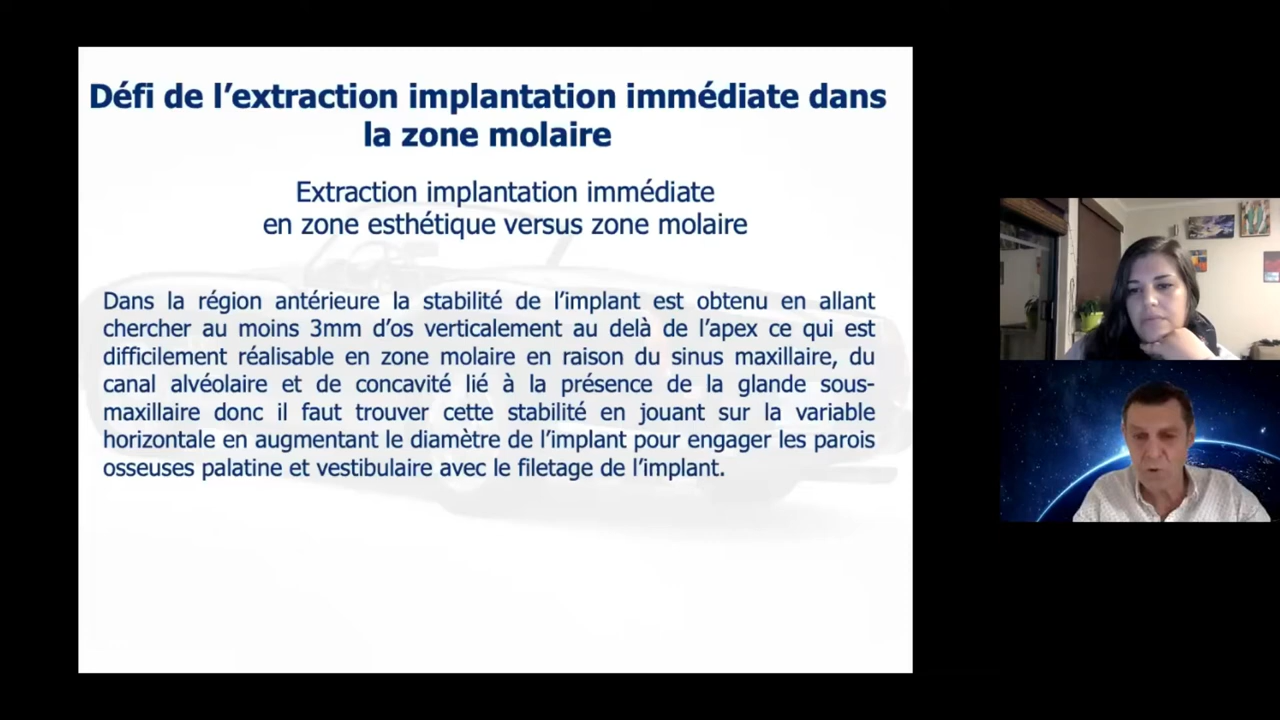 Défi de l’extraction implantation immédiate dans
la zone molaire
Extraction implantation immédiate
en zone esthétique versus zone molaire
Dans la région antérieure la stabilité de l’implant est obtenu en allant
chercher au moins 3mm d’os verticalement au delà de l’apex ce qui est
difficilement réalisable en zone molaire en raison du sinus maxillaire, du
canal alvéolaire et de concavité lié à la présence de la glande sous-
maxillaire donc il faut trouver cette stabilité en jouant sur la variable
horizontale en augmentant le diamètre de l’implant pour engager les parois
osseuses palatine et vestibulaire avec le filetage de l’implant.